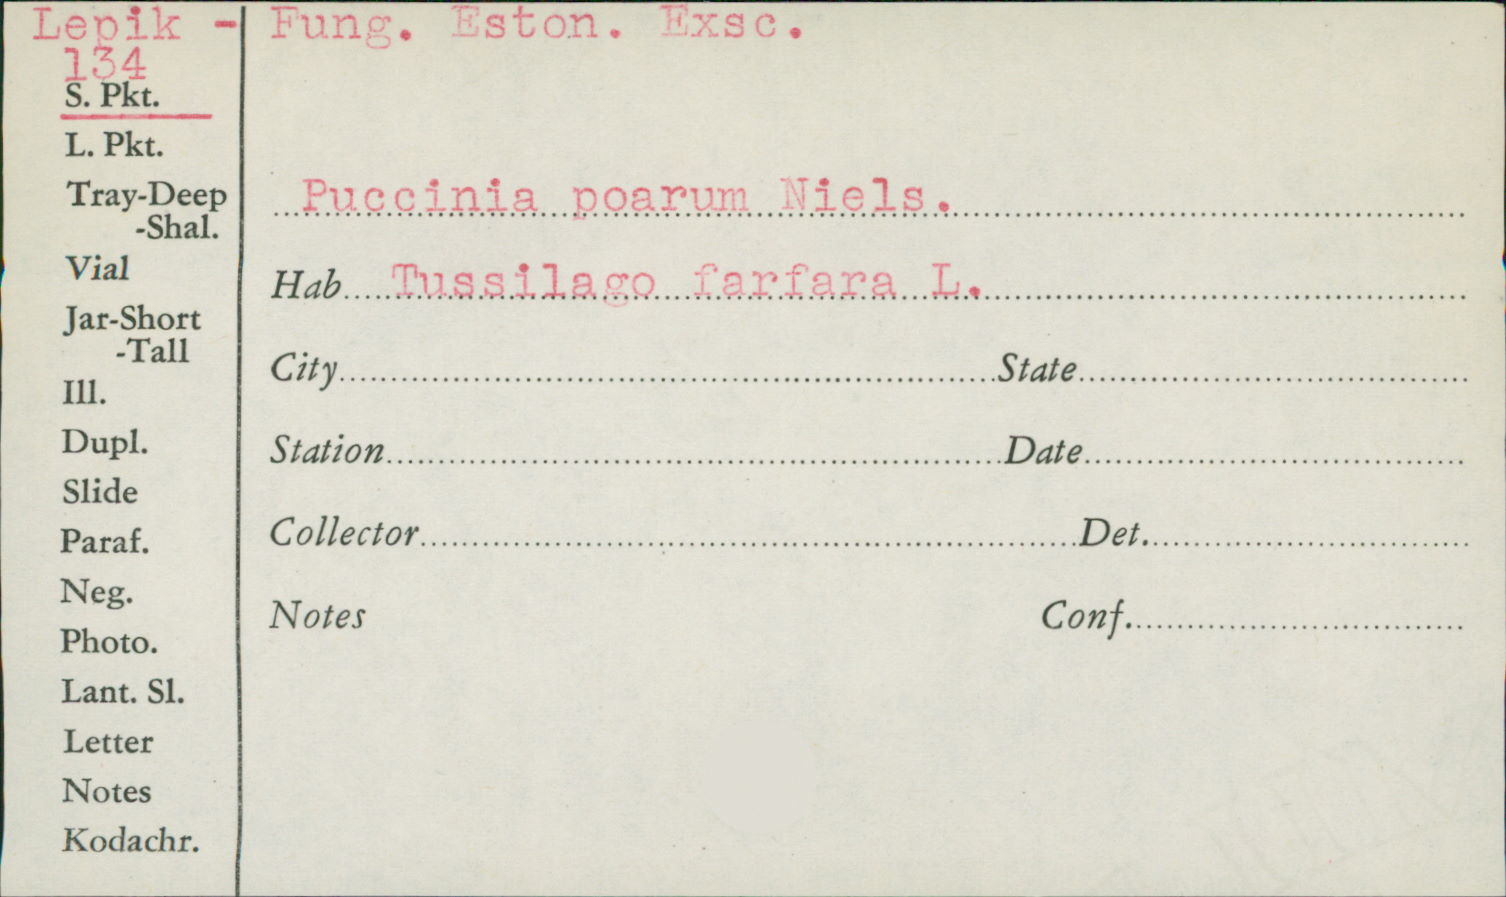 Lepik - Fung. Eston. Exsc.
134
S. Pkt.
L. Pkt.
Tray-Deep
-Shal.
Vial
Jar-Short
-Tall
Ill.
Dupl.
Slide
Paraf.
Neg.
Photo.
Lant. Sl.
Letter
Notes
Kodachr.
Puccinia poarum Niels.
Hab. Tussilago farfara L.
City State
Station Date
Collector Det.
Notes Conf.